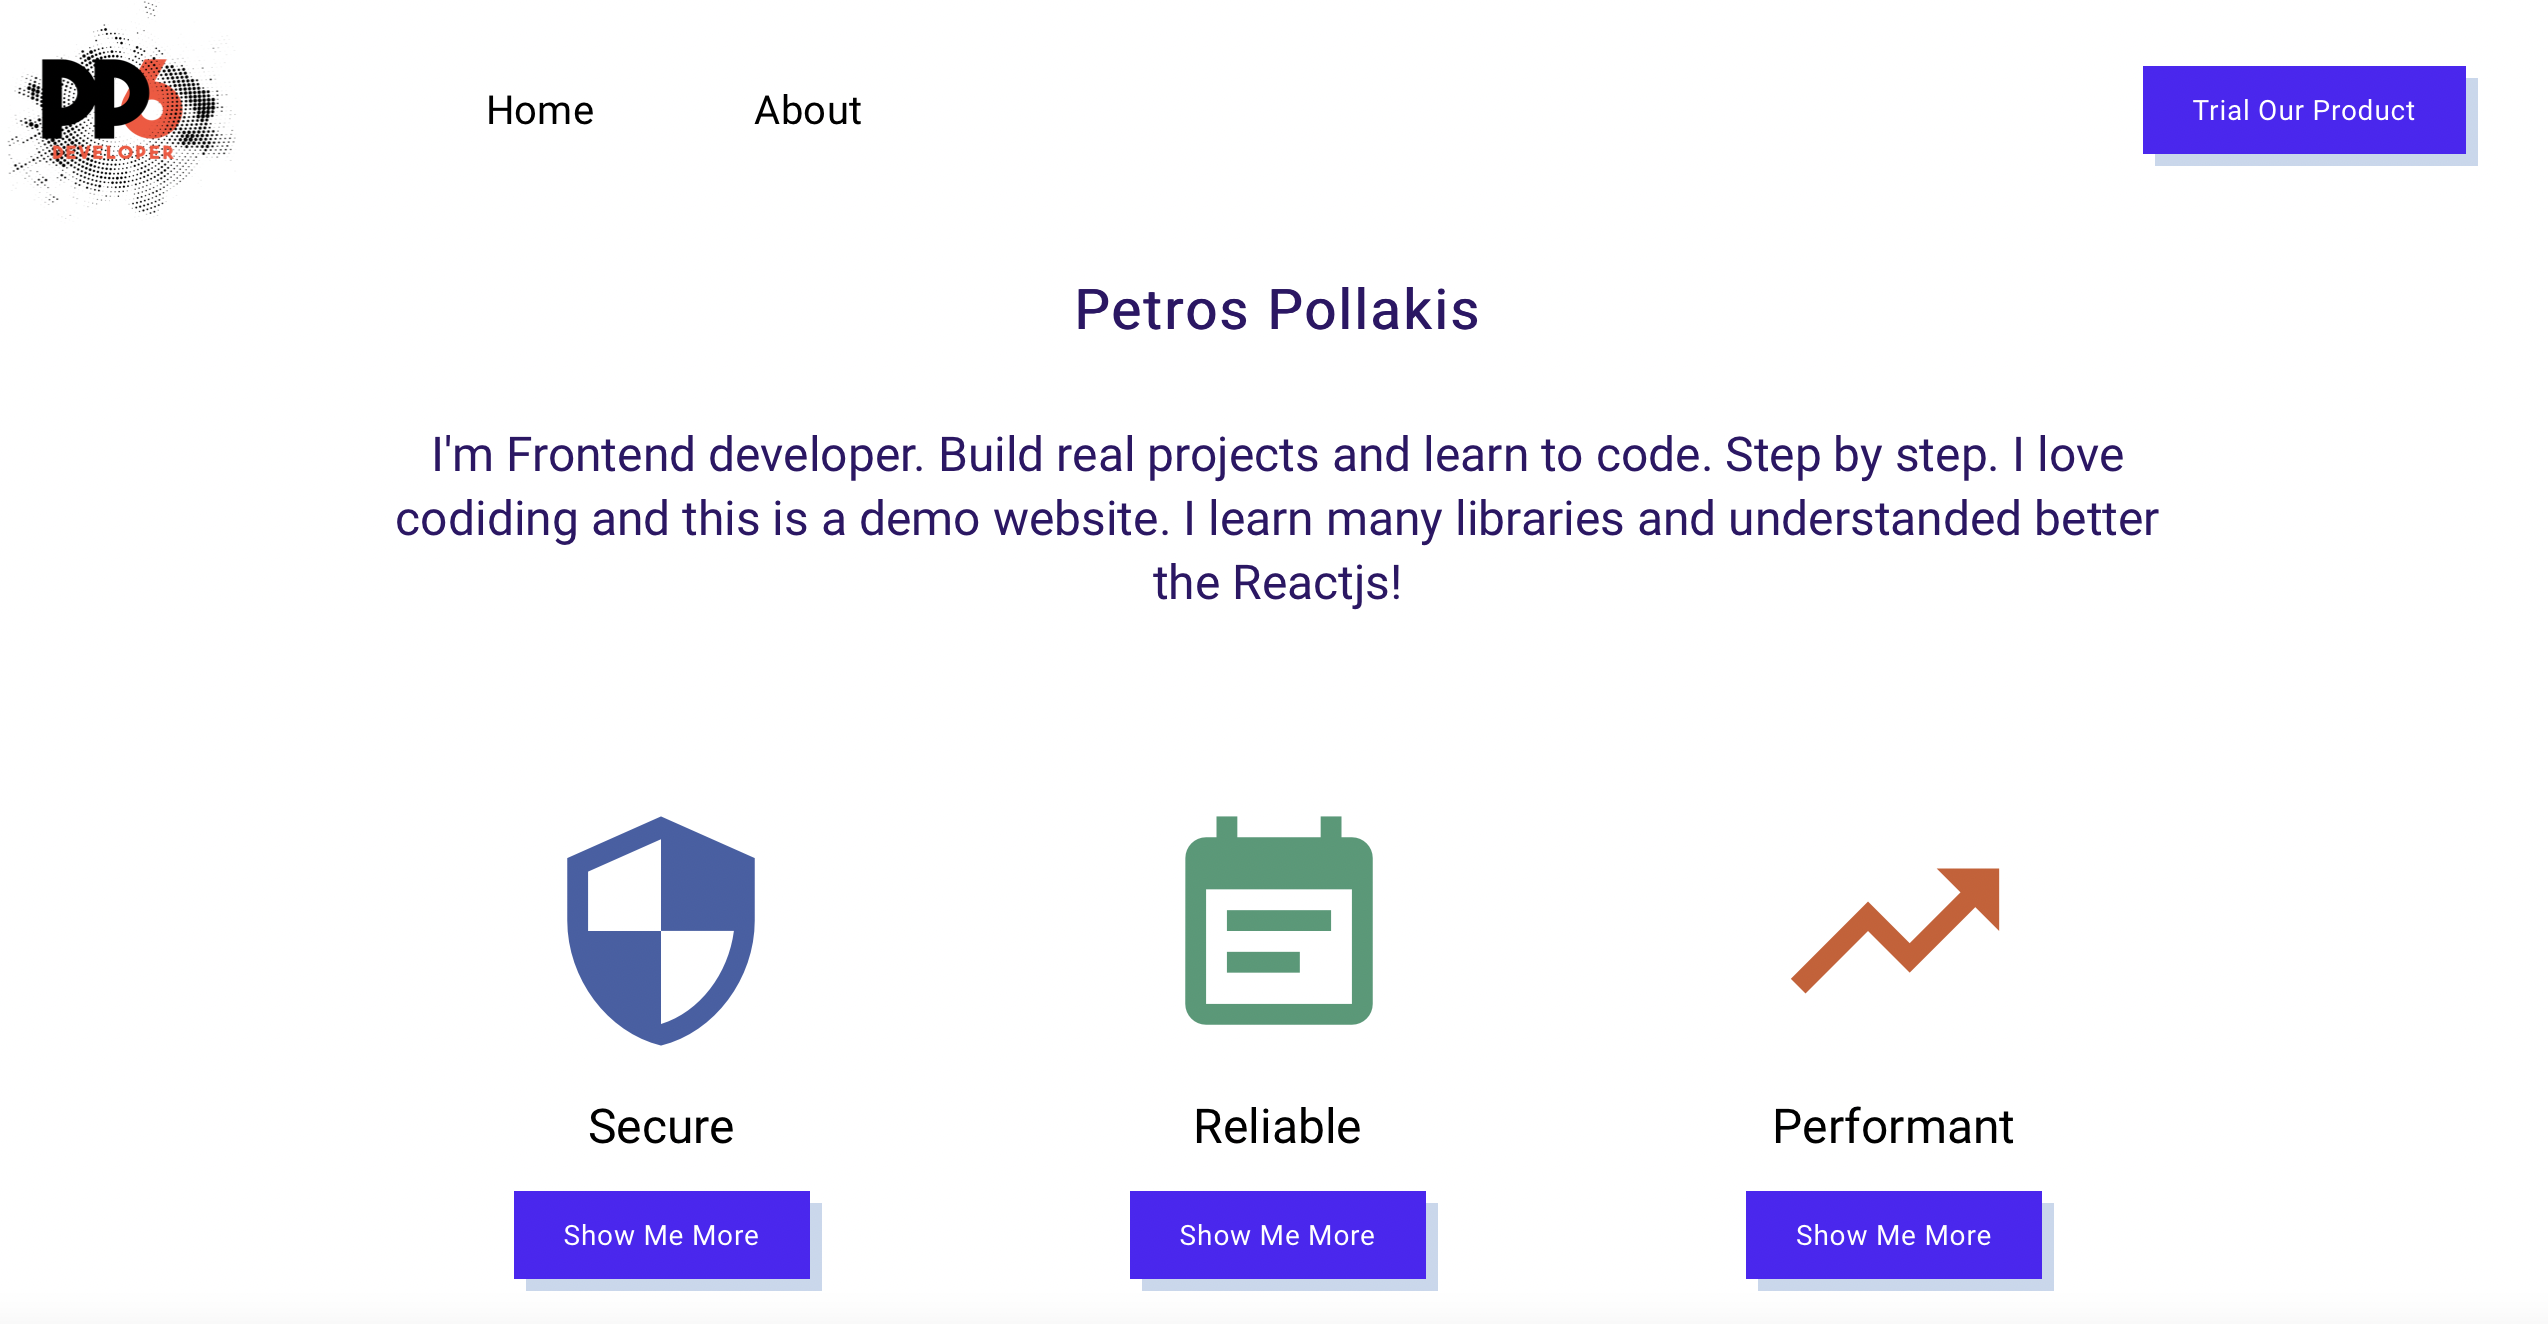 PP6
DEVELOPER
Home
About
Trial Our Product
Petros Pollakis
I'm Frontend developer. Build real projects and learn to code. Step by step. I love
codiding and this is a demo website. I learn many libraries and understanded better
the Reactjs!
Secure
Reliable
Performant
Show Me More
Show Me More
Show Me More